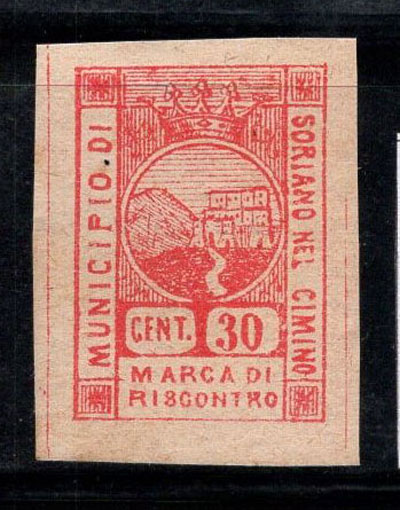 MUNICIPIO.DI
SORIANO NEL CIMINO
CENT. 30
MARCA DI
RISCONTRO